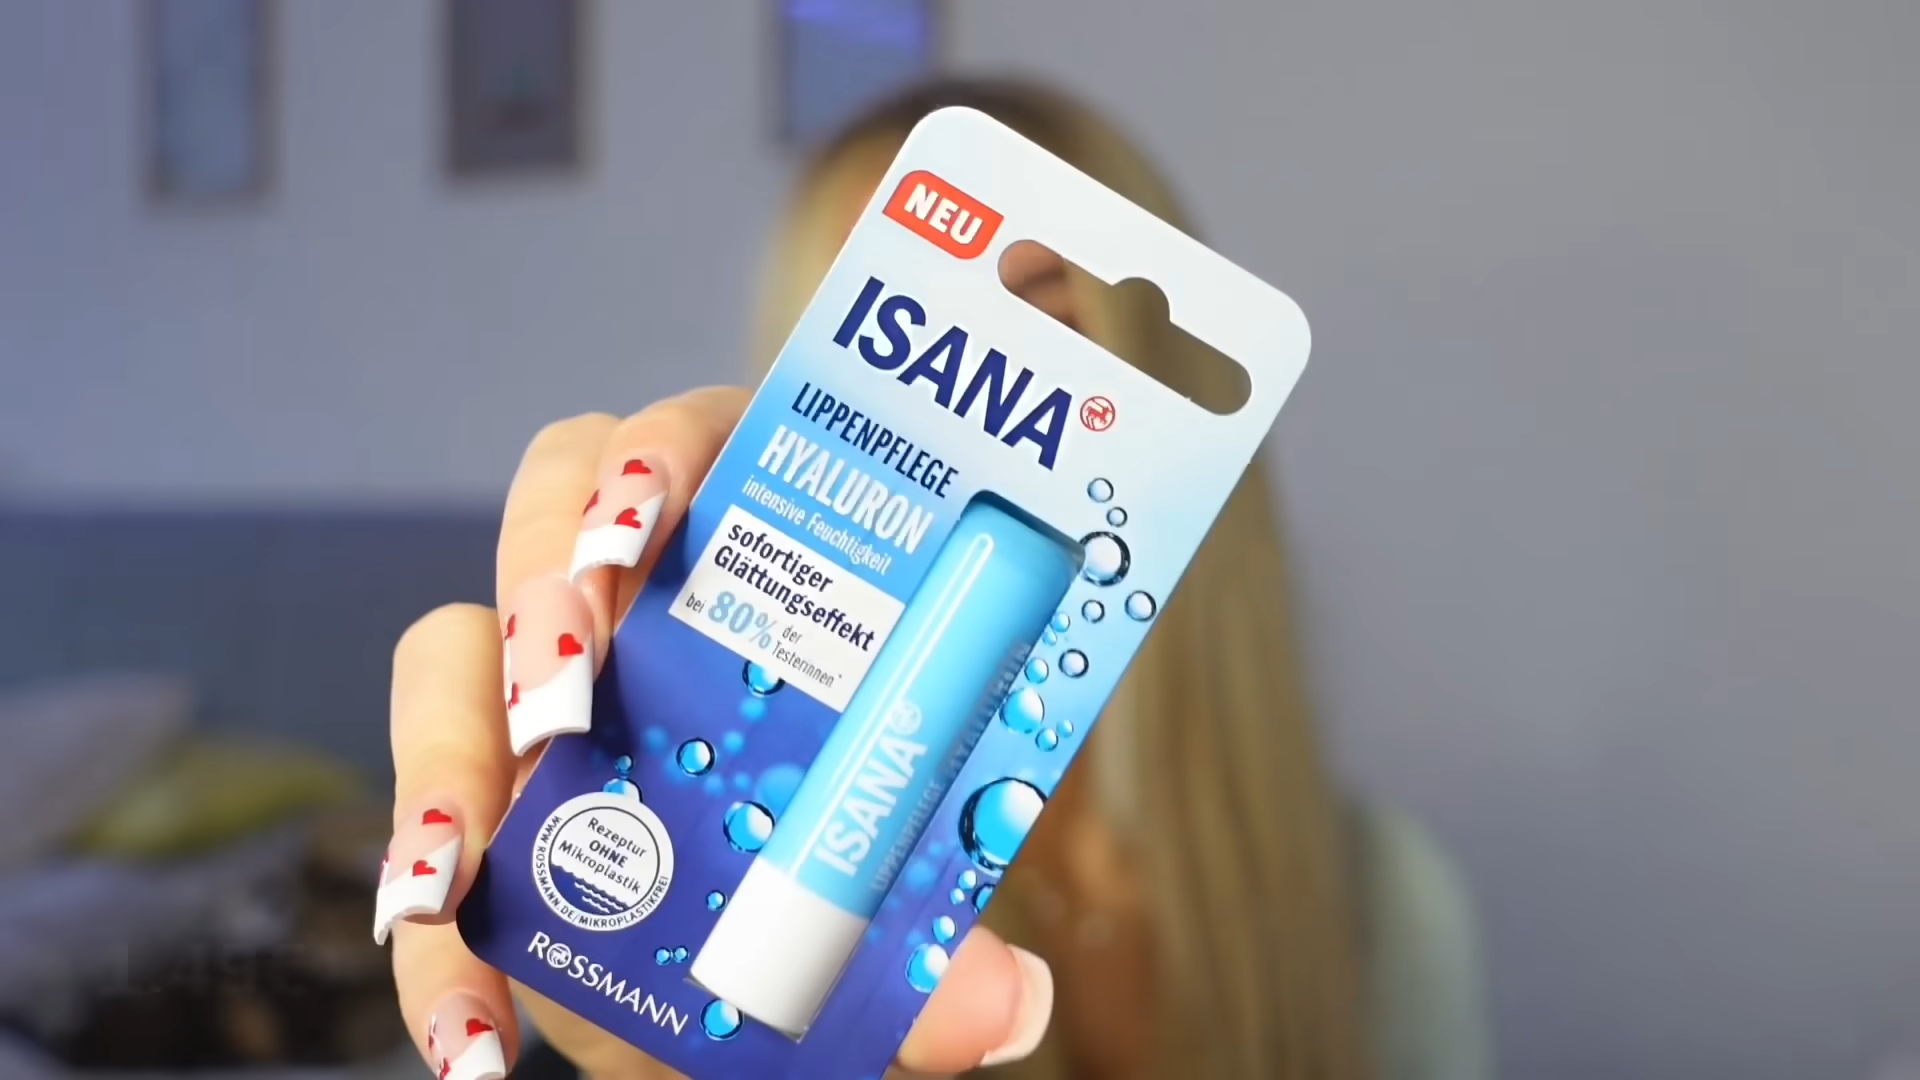 NEU
ISANA
LIPPENPFLEGE
HYALURON
intensive Feuchtigkeit
sofortiger
Glättungseffekt
bei 80% der
Testerinnen*
ISANA
LIPPENPFLEGE HYALURON
Rezeptur
OHNE
Mikroplastik
WWW.ROSSMANN.DE/MIKROPLASTIKFREI
ROSSMANN